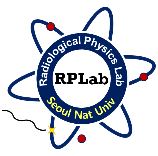 Radiological Physics Lab
RPLab
Seoul Nat Univ